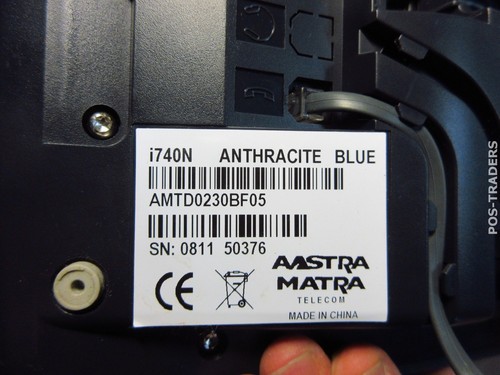 i740N ANTHRACITE BLUE
AMTD0230BF05
SN: 0811 50376
AASTRA
MATRA
TELECOM
MADE IN CHINA
CE
POS-TRADERS